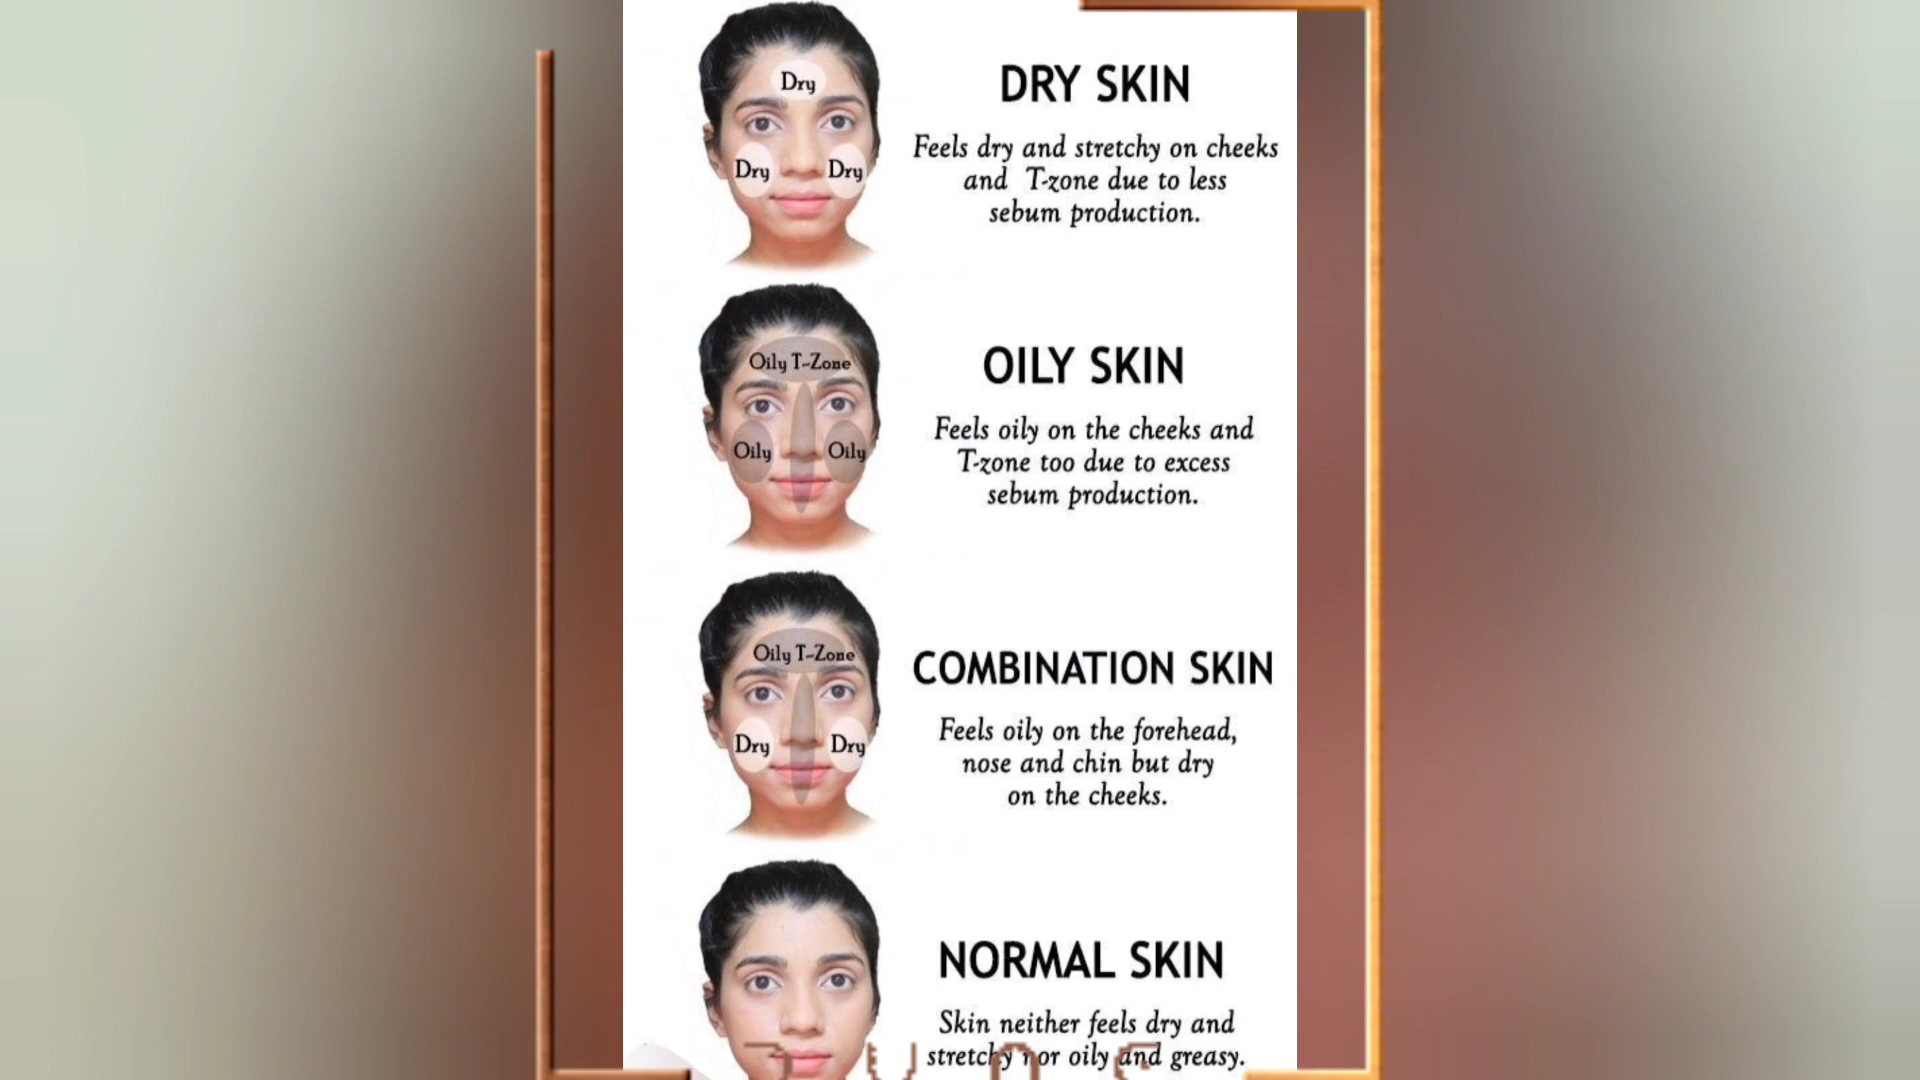 Dry
Dry Dry
DRY SKIN
Feels dry and stretchy on cheeks
and T-zone due to less
sebum production.
Oily T-Zone
Oily Oily
OILY SKIN
Feels oily on the cheeks and
T-zone too due to excess
sebum production.
Oily T-Zone
Dry Dry
COMBINATION SKIN
Feels oily on the forehead,
nose and chin but dry
on the cheeks.
NORMAL SKIN
Skin neither feels dry and
stretchy nor oily and greasy.